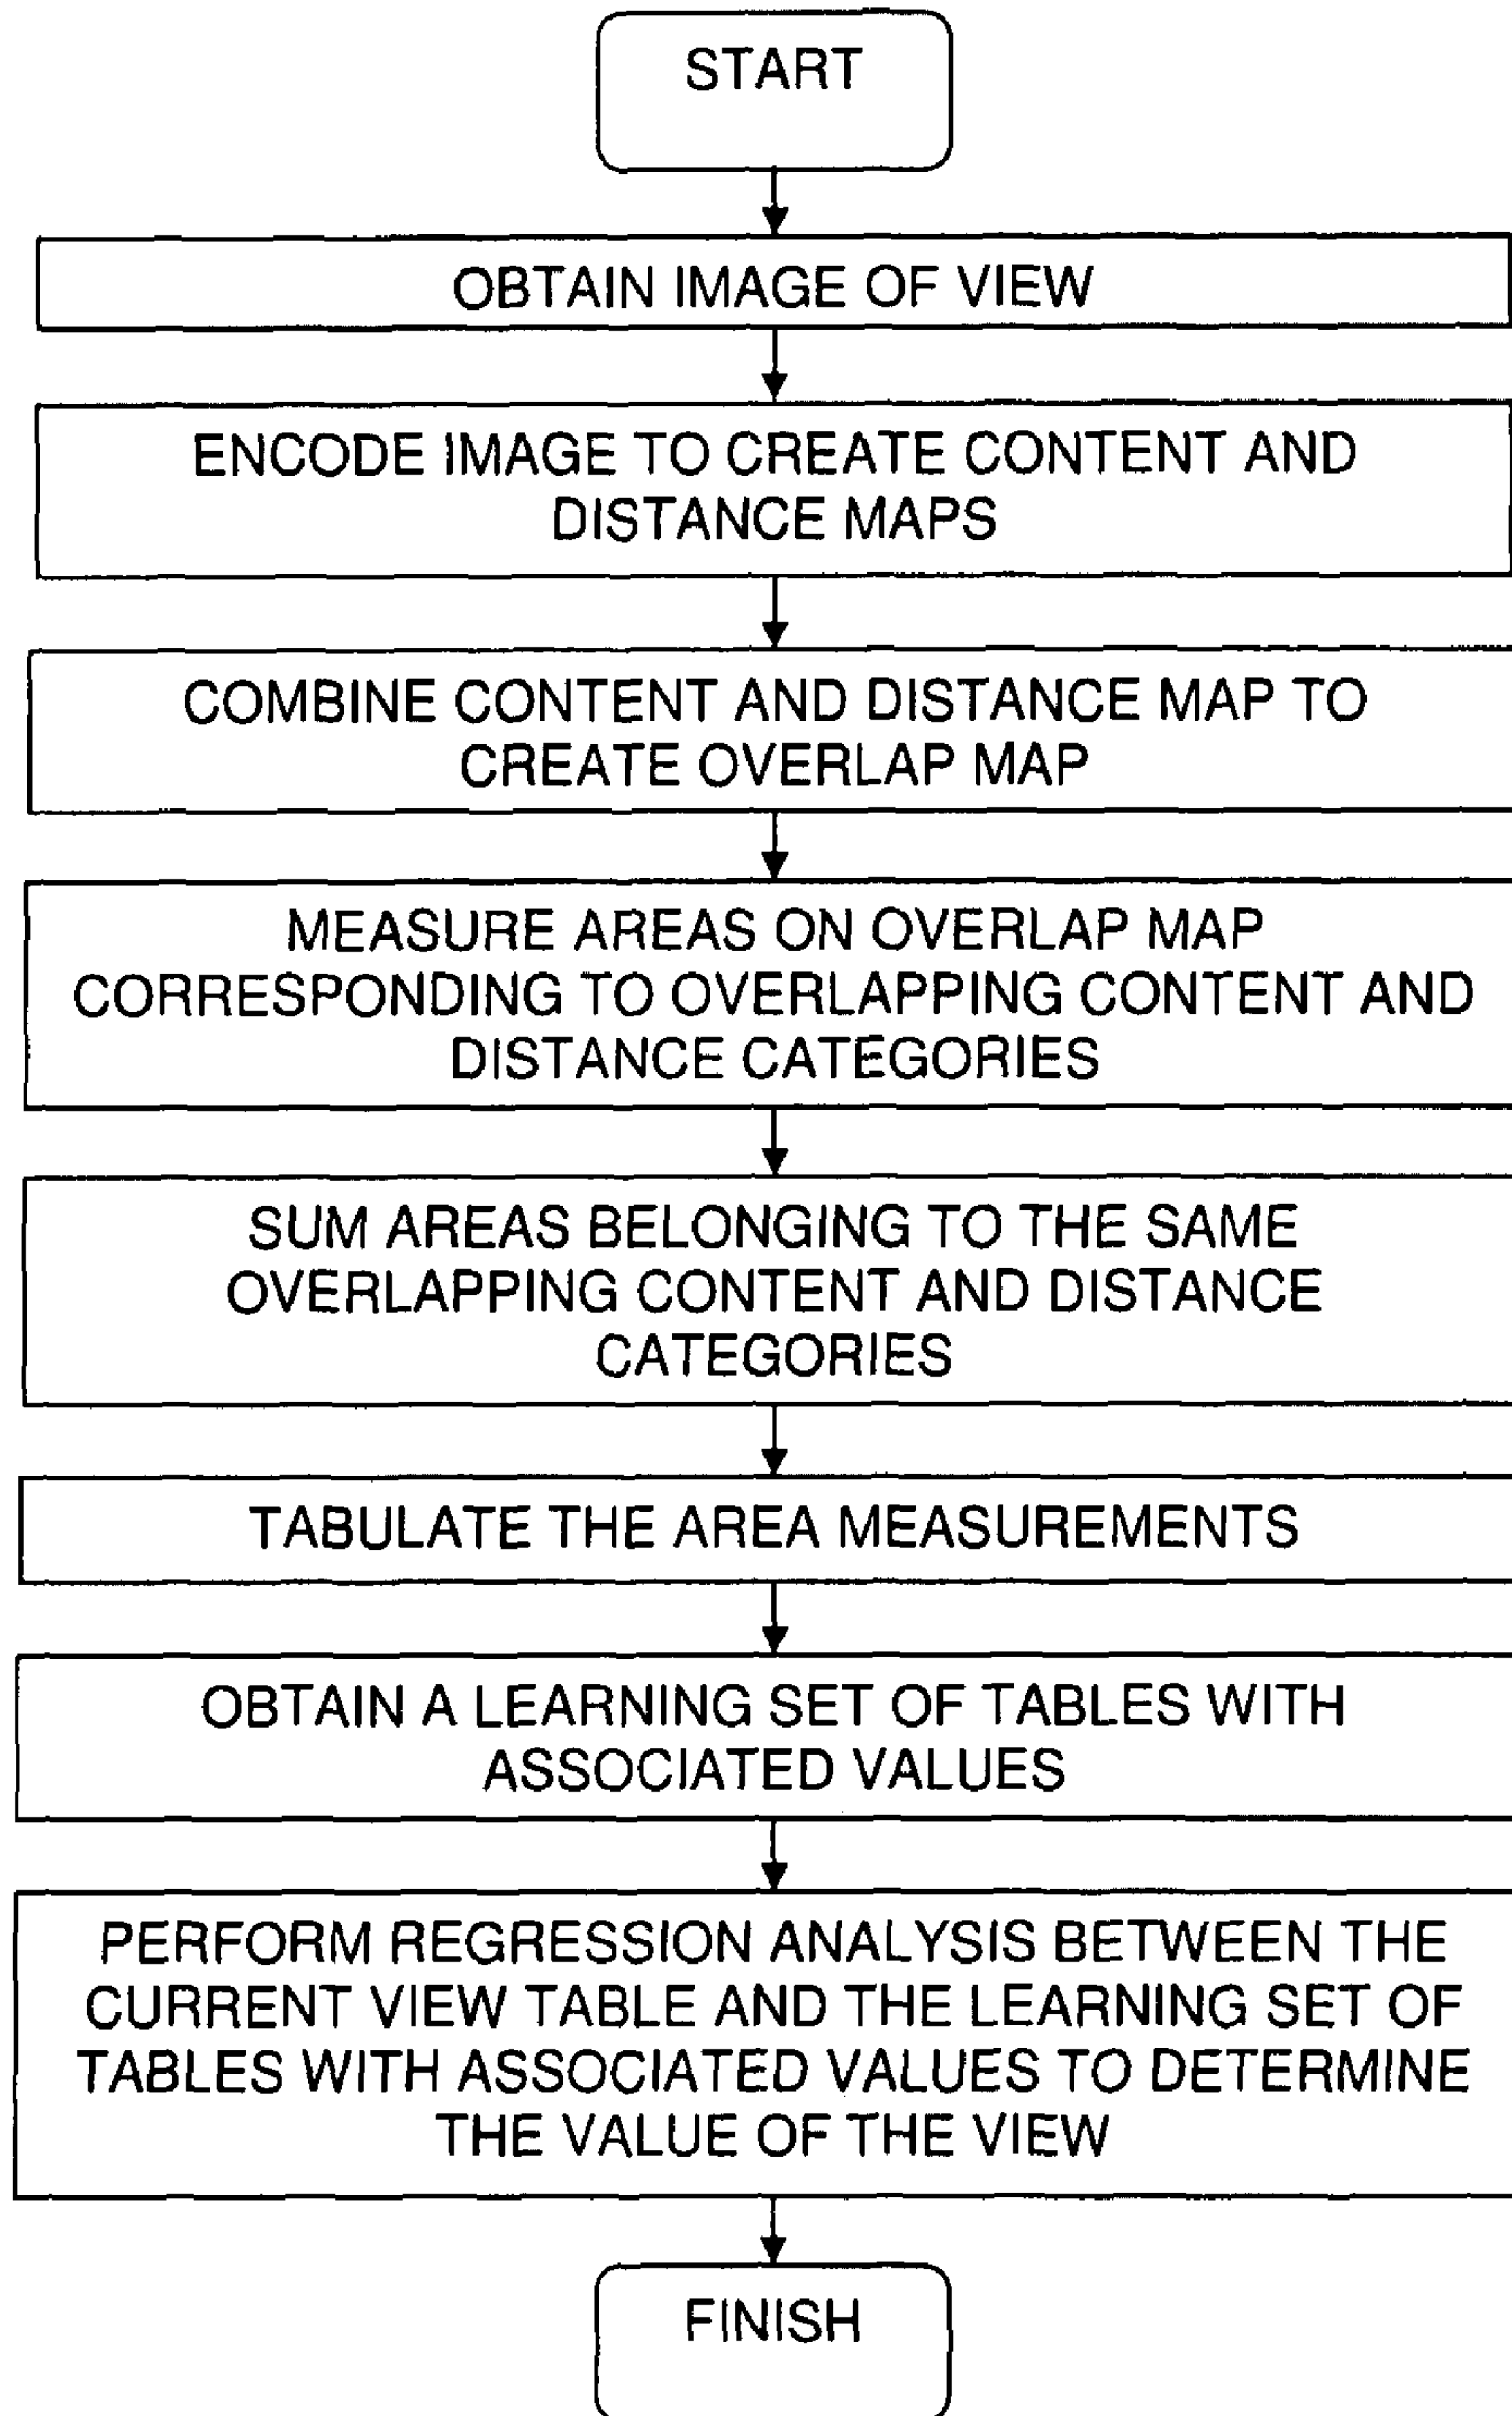 START
OBTAIN IMAGE OF VIEW
ENCODE IMAGE TO CREATE CONTENT AND
DISTANCE MAPS
COMBINE CONTENT AND DISTANCE MAP TO
CREATE OVERLAP MAP
MEASURE AREAS ON OVERLAP MAP
CORRESPONDING TO OVERLAPPING CONTENT AND
DISTANCE CATEGORIES
SUM AREAS BELONGING TO THE SAME
OVERLAPPING CONTENT AND DISTANCE
CATEGORIES
TABULATE THE AREA MEASUREMENTS
OBTAIN A LEARNING SET OF TABLES WITH
ASSOCIATED VALUES
PERFORM REGRESSION ANALYSIS BETWEEN THE
CURRENT VIEW TABLE AND THE LEARNING SET OF
TABLES WITH ASSOCIATED VALUES TO DETERMINE
THE VALUE OF THE VIEW
FINISH